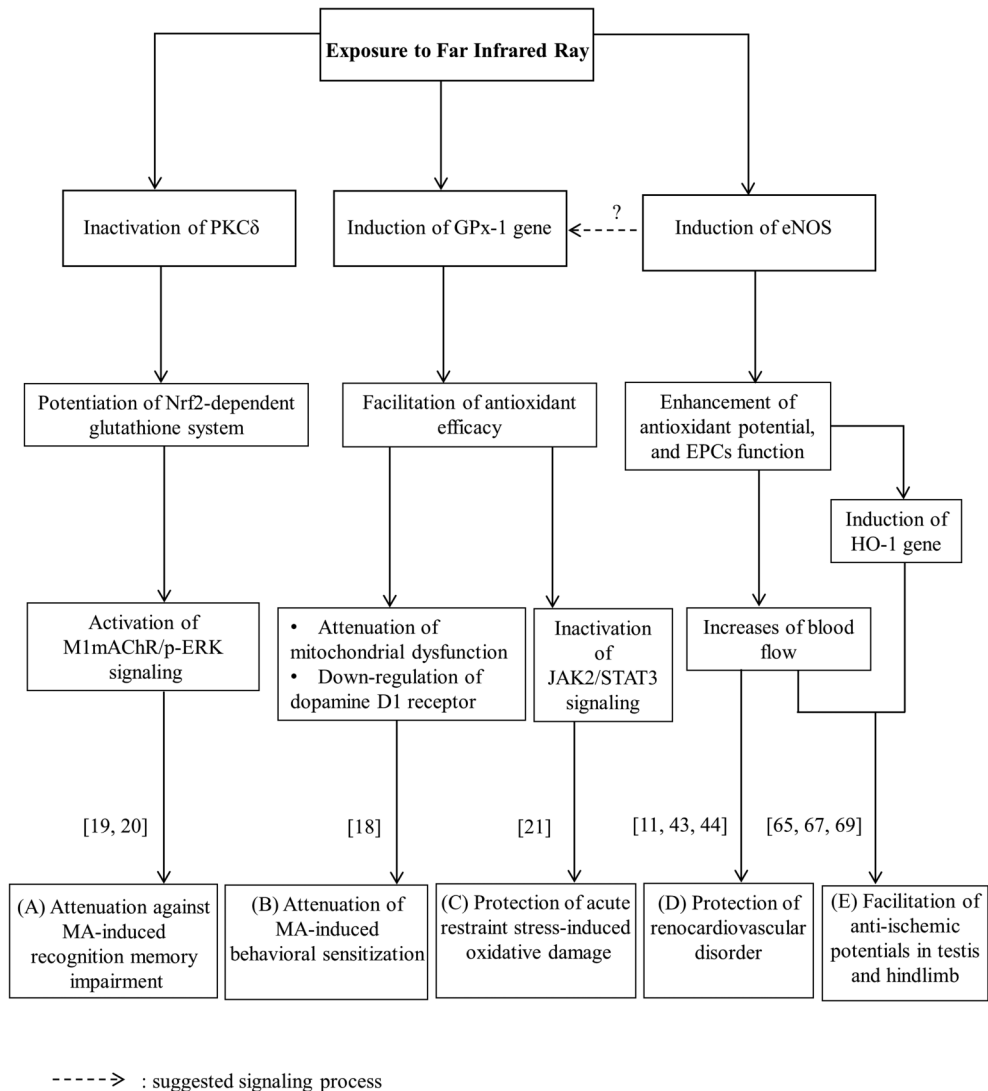 Exposure to Far Infrared Ray
Inactivation of PKCδ
Induction of GPx-1 gene
?
Induction of eNOS
Potentiation of Nrf2-dependent
glutathione system
Facilitation of antioxidant
efficacy
Enhancement of
antioxidant potential,
and EPCs function
Induction of
HO-1 gene
Activation of
M1mAChR/p-ERK
signaling
• Attenuation of
mitochondrial dysfunction
• Down-regulation of
dopamine D1 receptor
Inactivation
of
JAK2/STAT3
signaling
Increases of blood
flow
[19, 20]
[18]
[21]
[11, 43, 44]
[65, 67, 69]
(A) Attenuation against
MA-induced
recognition memory
impairment
(B) Attenuation of
MA-induced
behavioral sensitization
(C) Protection of acute
restraint stress-induced
oxidative damage
(D) Protection of
renocardiovascular
disorder
(E) Facilitation of
anti-ischemic
potentials in testis
and hindlimb
: suggested signaling process